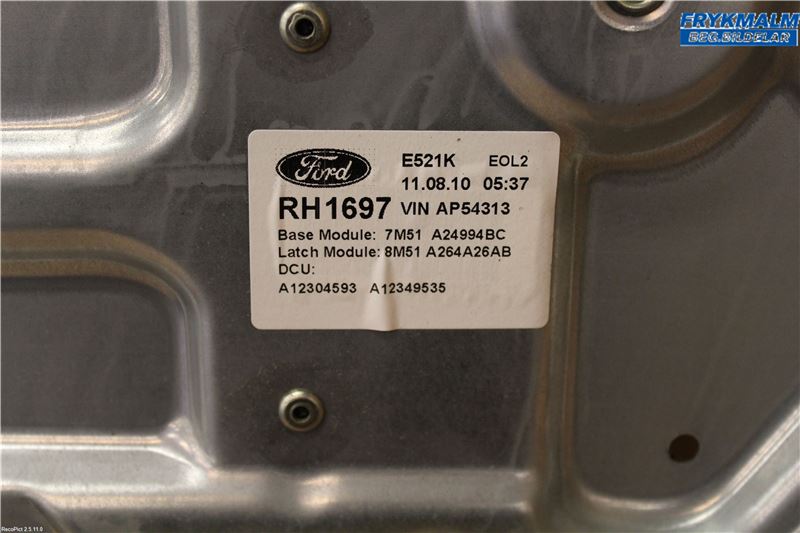 FRYKMALM
BEG.BILDELAR
Ford
E521K EOL2
11.08.10 05:37
RH1697 VIN AP54313
Base Module: 7M51 A24994BC
Latch Module: 8M51 A264A26AB
DCU:
A12304593 A12349535
RecoPict 2.5.11.0